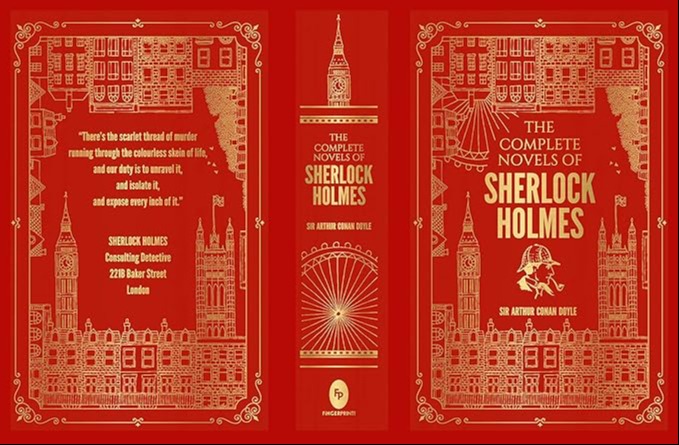 "There's the scarlet thread of murder
running through the colourless skein of life,
and our duty is to unravel it,
and isolate it,
and expose every inch of it."
SHERLOCK HOLMES
Consulting Detective
221B Baker Street
London
THE
COMPLETE
NOVELS OF
SHERLOCK
HOLMES
SIR ARTHUR CONAN DOYLE
FP
FINGERPRINT!
THE
COMPLETE
NOVELS OF
SHERLOCK
HOLMES
SIR ARTHUR CONAN DOYLE